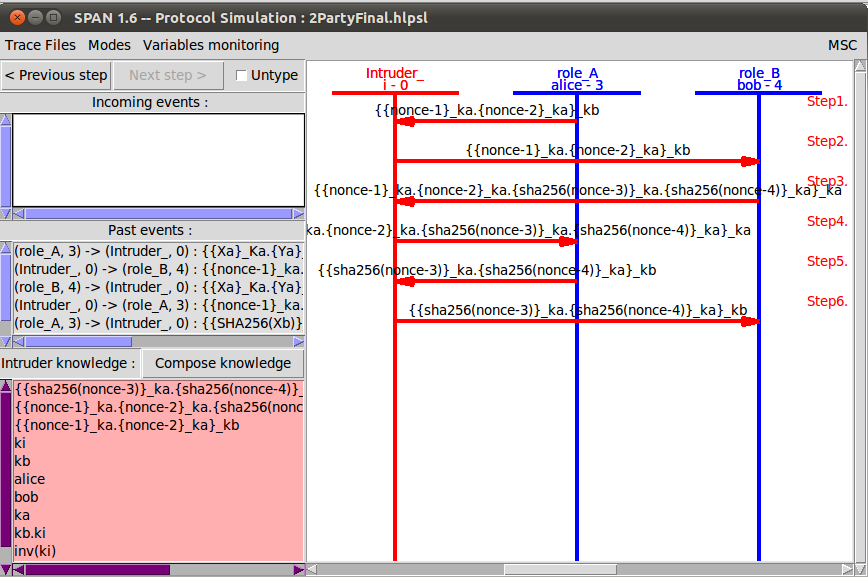 SPAN 1.6 -- Protocol Simulation : 2PartyFinal.hlpsl
Trace Files Modes Variables monitoring MSC
< Previous step Next step > Untype
Incoming events :
Past events :
(role_A, 3) -> (Intruder_, 0) : {{Xa}_Ka.{Ya}_
(Intruder_, 0) -> (role_B, 4) : {{nonce-1}_ka.
(role_B, 4) -> (Intruder_, 0) : {{Xa}_Ka.{Ya}_
(Intruder_, 0) -> (role_A, 3) : {{nonce-1}_ka.
(role_A, 3) -> (Intruder_, 0) : {{SHA256(Xb)}
Intruder knowledge : Compose knowledge
{{sha256(nonce-3)}_ka.{sha256(nonce-4)}_
{{nonce-1}_ka.{nonce-2}_ka.{sha256(nonc
{{nonce-1}_ka.{nonce-2}_ka}_kb
ki
kb
alice
bob
ka
kb.ki
inv(ki)
Intruder_
i - 0
role_A
alice - 3
role_B
bob - 4
Step1.
{{nonce-1}_ka.{nonce-2}_ka}_kb
Step2.
{{nonce-1}_ka.{nonce-2}_ka}_kb
Step3.
{{nonce-1}_ka.{nonce-2}_ka.{sha256(nonce-3)}_ka.{sha256(nonce-4)}_ka}_ka
Step4.
ka.{nonce-2}_ka.{sha256(nonce-3)}_ka.{sha256(nonce-4)}_ka}_ka
Step5.
{{sha256(nonce-3)}_ka.{sha256(nonce-4)}_ka}_kb
Step6.
{{sha256(nonce-3)}_ka.{sha256(nonce-4)}_ka}_kb